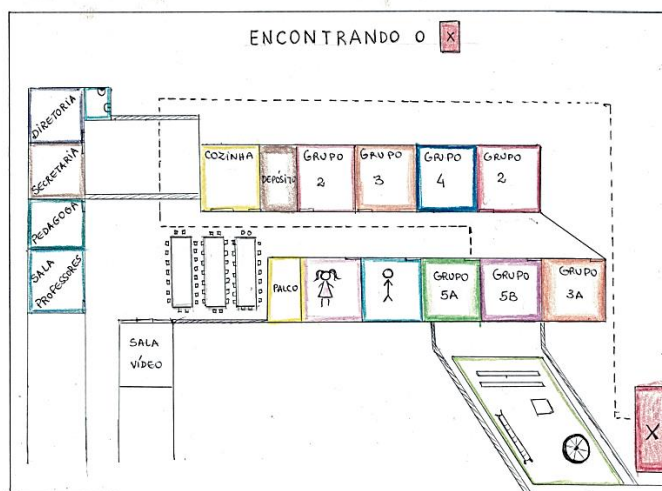 ENCONTRANDO O X
DIRETORIA
SECRETARIA
PEDAGOGA
SALA
PROFESSORES
COZINHA
DEPÓSITO
GRUPO
2
GRUPO
3
GRUPO
4
GRUPO
2
PALCO
GRUPO
5A
GRUPO
5B
GRUPO
3A
SALA
VÍDEO
X